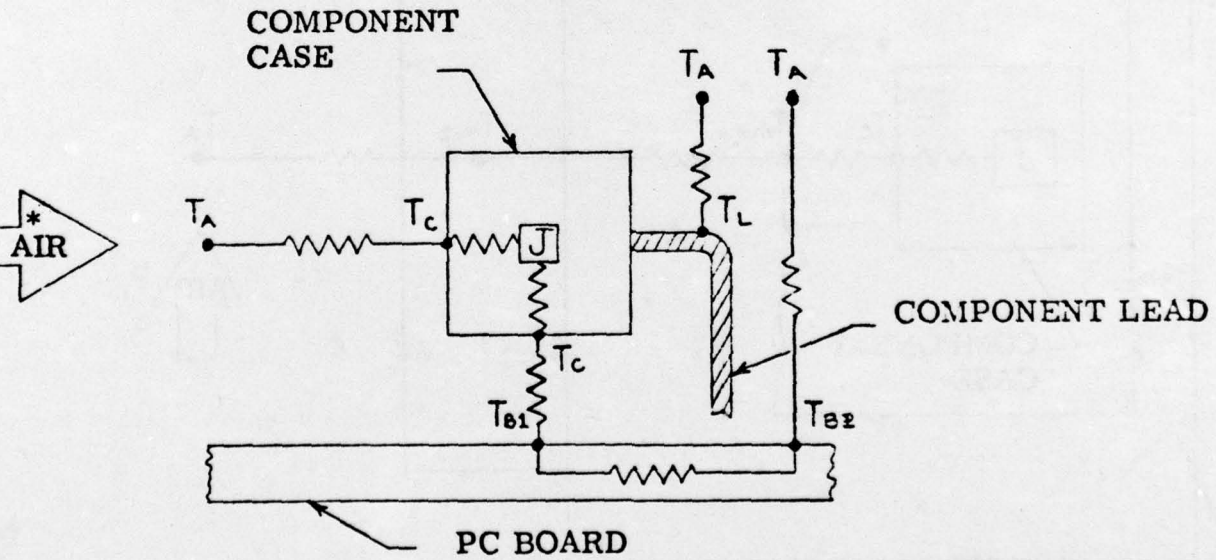 COMPONENT
CASE
T_A T_A
*
AIR
T_A T_C J T_L
COMPONENT LEAD
T_C
T_B1 T_B2
PC BOARD